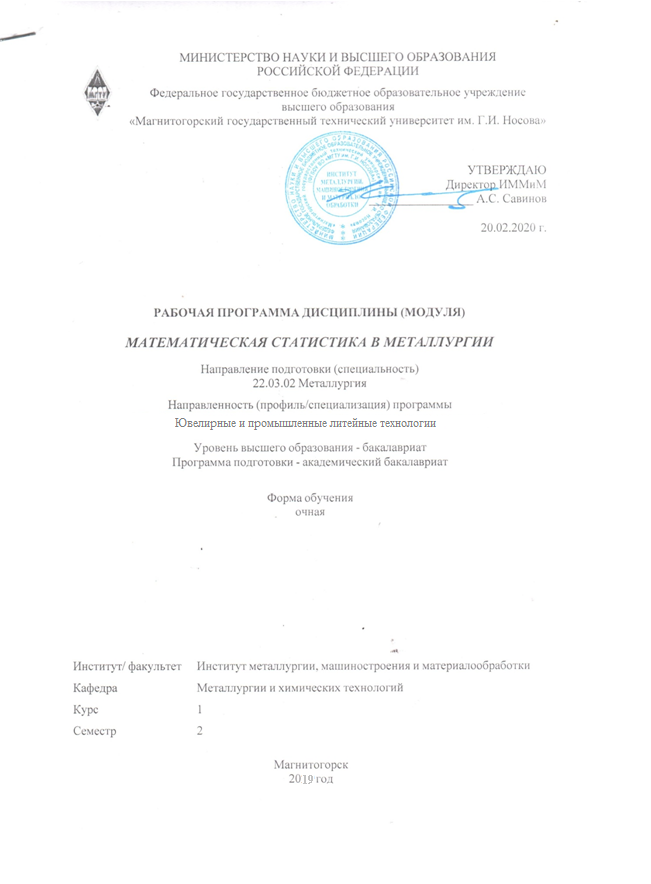 МИНИСТЕРСТВО НАУКИ И ВЫСШЕГО ОБРАЗОВАНИЯ
РОССИЙСКОЙ ФЕДЕРАЦИИ
Федеральное государственное бюджетное образовательное учреждение
высшего образования
«Магнитогорский государственный технический университет им. Г.И. Носова»
МГТУ
УТВЕРЖДАЮ
Директор ИММиМ
А.С. Савинов
20.02.2020 г.
ИНСТИТУТ
МЕТАЛЛУРГИИ,
РАБОЧАЯ ПРОГРАММА ДИСЦИПЛИНЫ (МОДУЛЯ)
МАТЕМАТИЧЕСКАЯ СТАТИСТИКА В МЕТАЛЛУРГИИ
Направление подготовки (специальность)
22.03.02 Металлургия
Направленность (профиль/специализация) программы
Ювелирные и промышленные литейные технологии
Уровень высшего образования - бакалавриат
Программа подготовки - академический бакалавриат
Форма обучения
очная
Институт/ факультет Институт металлургии, машиностроения и материалообработки
Кафедра Металлургии и химических технологий
Курс 1
Семестр 2
Магнитогорск
2019 год